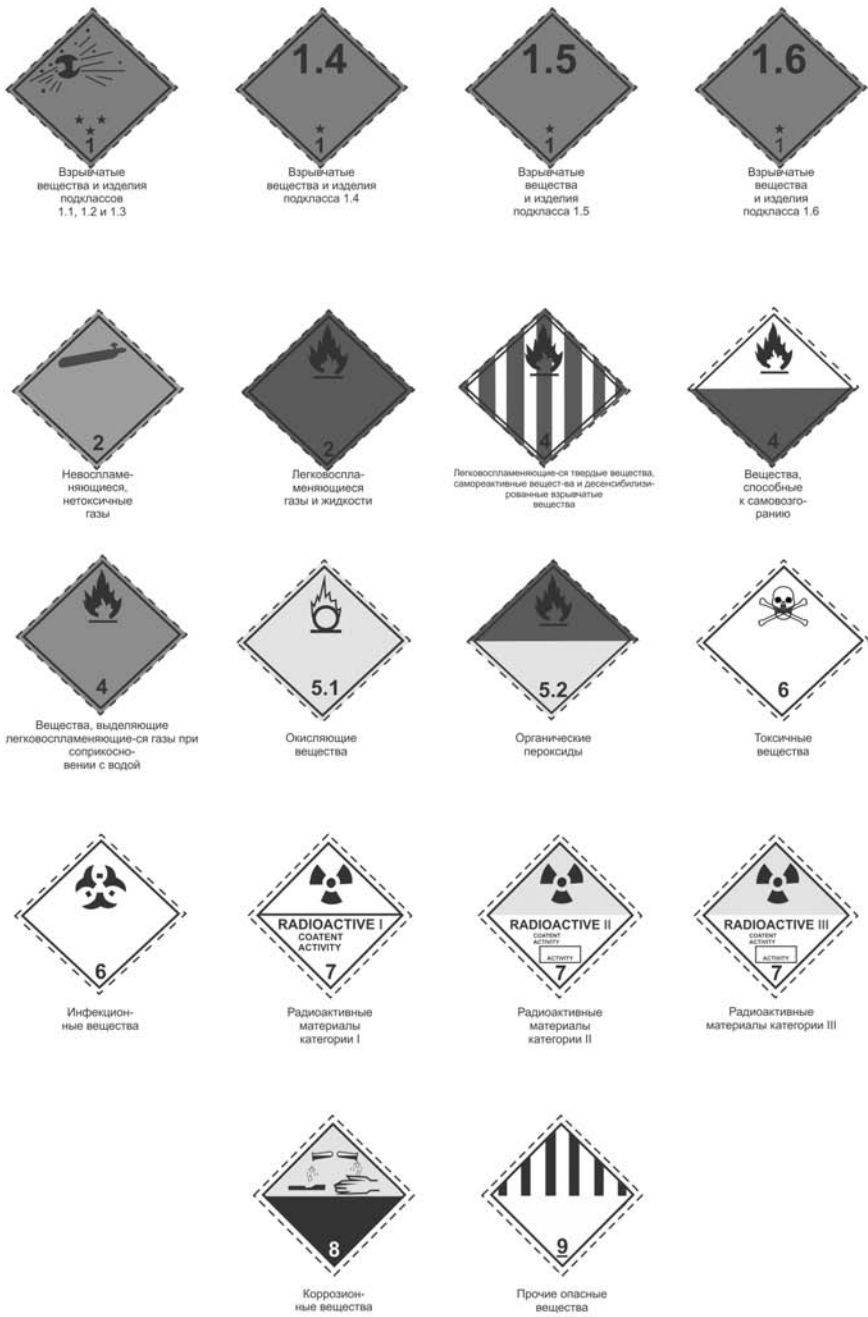 1
Взрывчатые
вещества и изделия
подклассов
1.1, 1.2 и 1.3
1.4
1
Взрывчатые
вещества и изделия
подкласса 1.4
1.5
1
Взрывчатые
вещества
и изделия
подкласса 1.5
1.6
1
Взрывчатые
вещества
и изделия
подкласса 1.6
2
Невоспламе-
няющиеся,
нетоксичные
газы
2
Легковоспла-
меняющиеся
газы и жидкости
4
Легковоспламеняющие-ся твердые вещества,
самореактивные вещест-ва и десенсибилизи-
рованные взрывчатые
вещества
4
Вещества,
способные
к самовозго-
ранию
4
Вещества, выделяющие
легковоспламеняющие-ся газы при
соприкосно-
вении с водой
5.1
Окисляющие
вещества
5.2
Органические
пероксиды
6
Токсичные
вещества
6
Инфекцион-
ные вещества
RADIOACTIVE I
COATENT
ACTIVITY
7
Радиоактивные
материалы
категории I
RADIOACTIVE II
COATENT
ACTIVITY
ACTIVITY
7
Радиоактивные
материалы
категории II
RADIOACTIVE III
COATENT
ACTIVITY
ACTIVITY
7
Радиоактивные
материалы категории III
8
Коррозион-
ные вещества
9
Прочие опасные
вещества